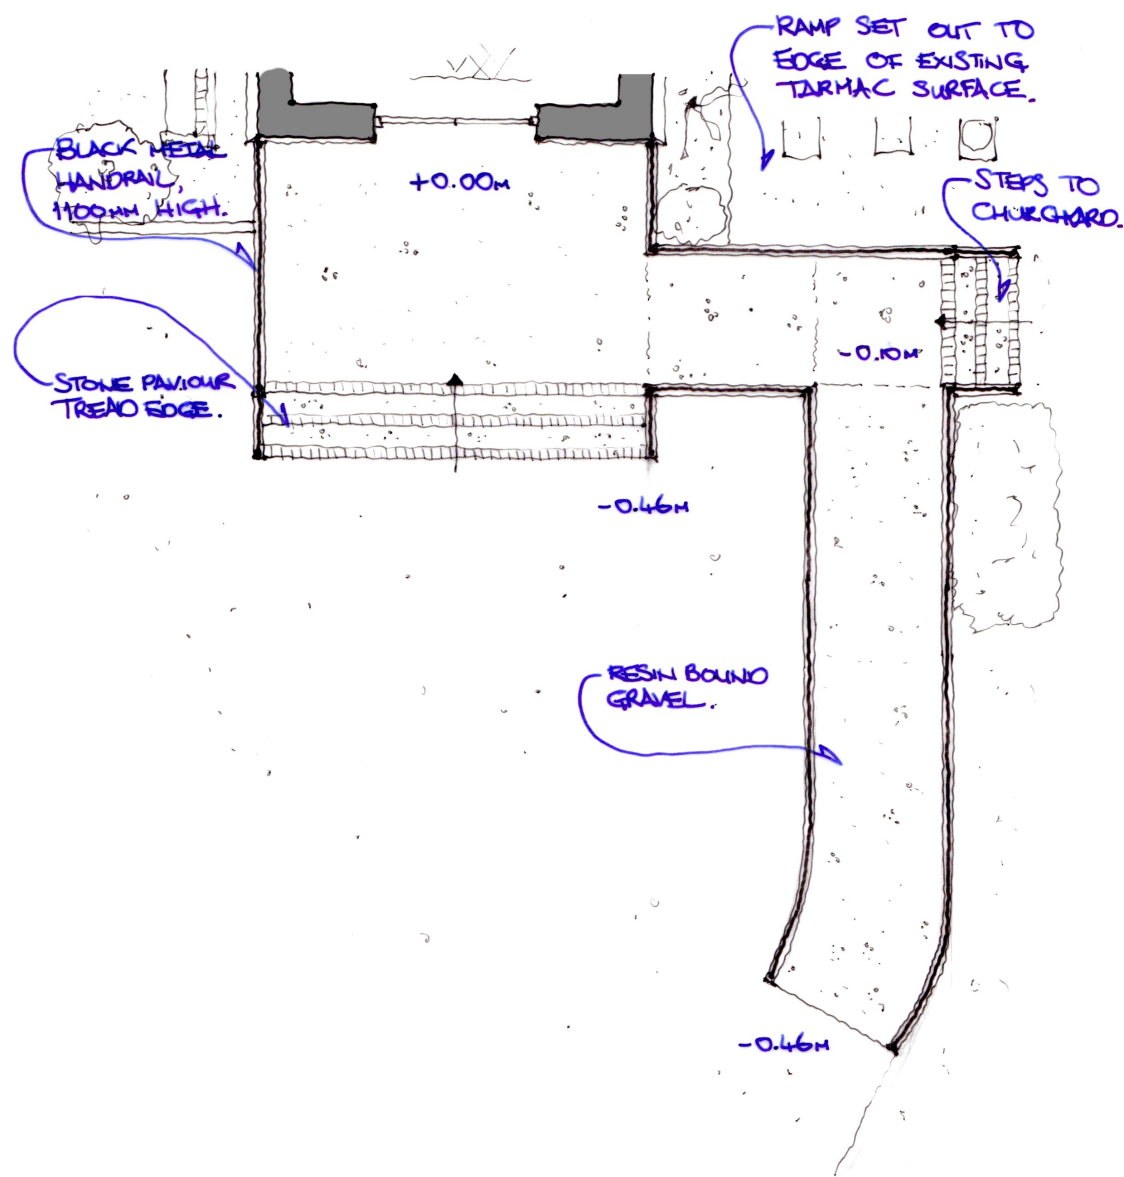 RAMP SET OUT TO
EDGE OF EXISTING
TARMAC SURFACE.
BLACK METAL
HANDRAIL,
1100MM HIGH.
+0.00M
STEPS TO
CHURCHYARD.
-0.10M
STONE PAVIOUR
TREAD EDGE.
-0.46M
RESIN BOUND
GRAVEL.
-0.46M